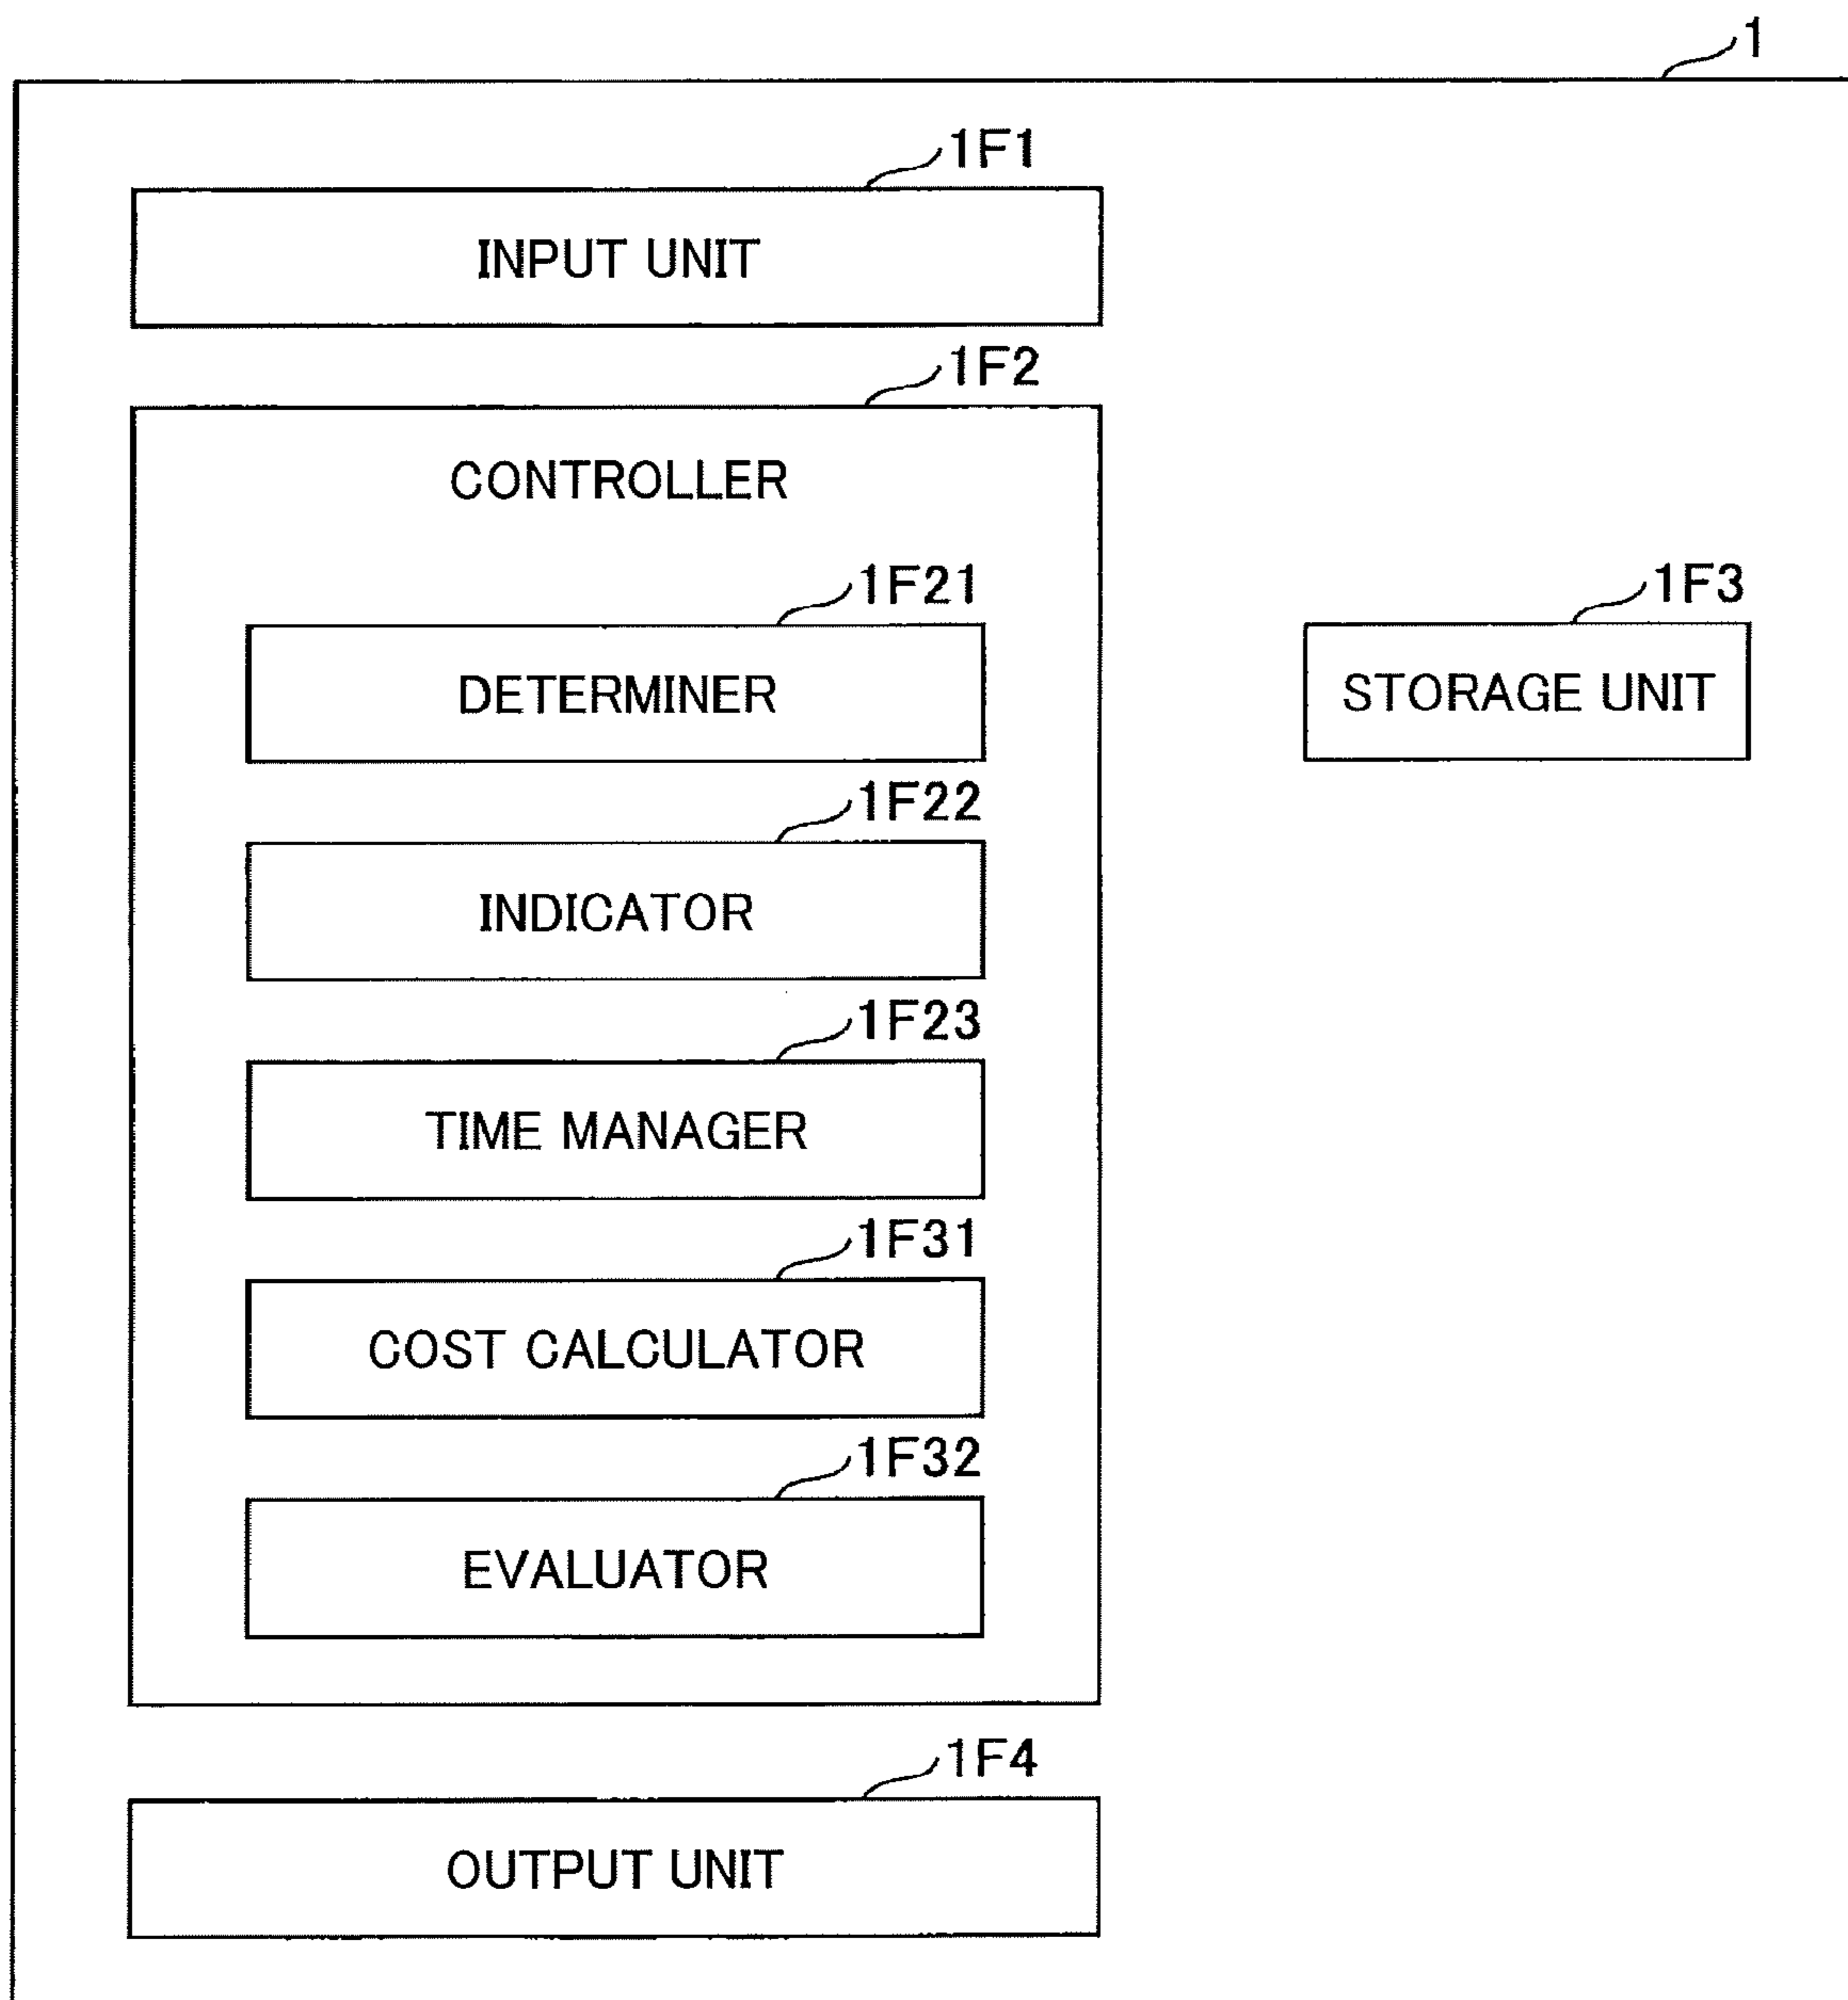 1
1F1
INPUT UNIT
1F2
CONTROLLER
1F21
DETERMINER
1F3
STORAGE UNIT
1F22
INDICATOR
1F23
TIME MANAGER
1F31
COST CALCULATOR
1F32
EVALUATOR
1F4
OUTPUT UNIT